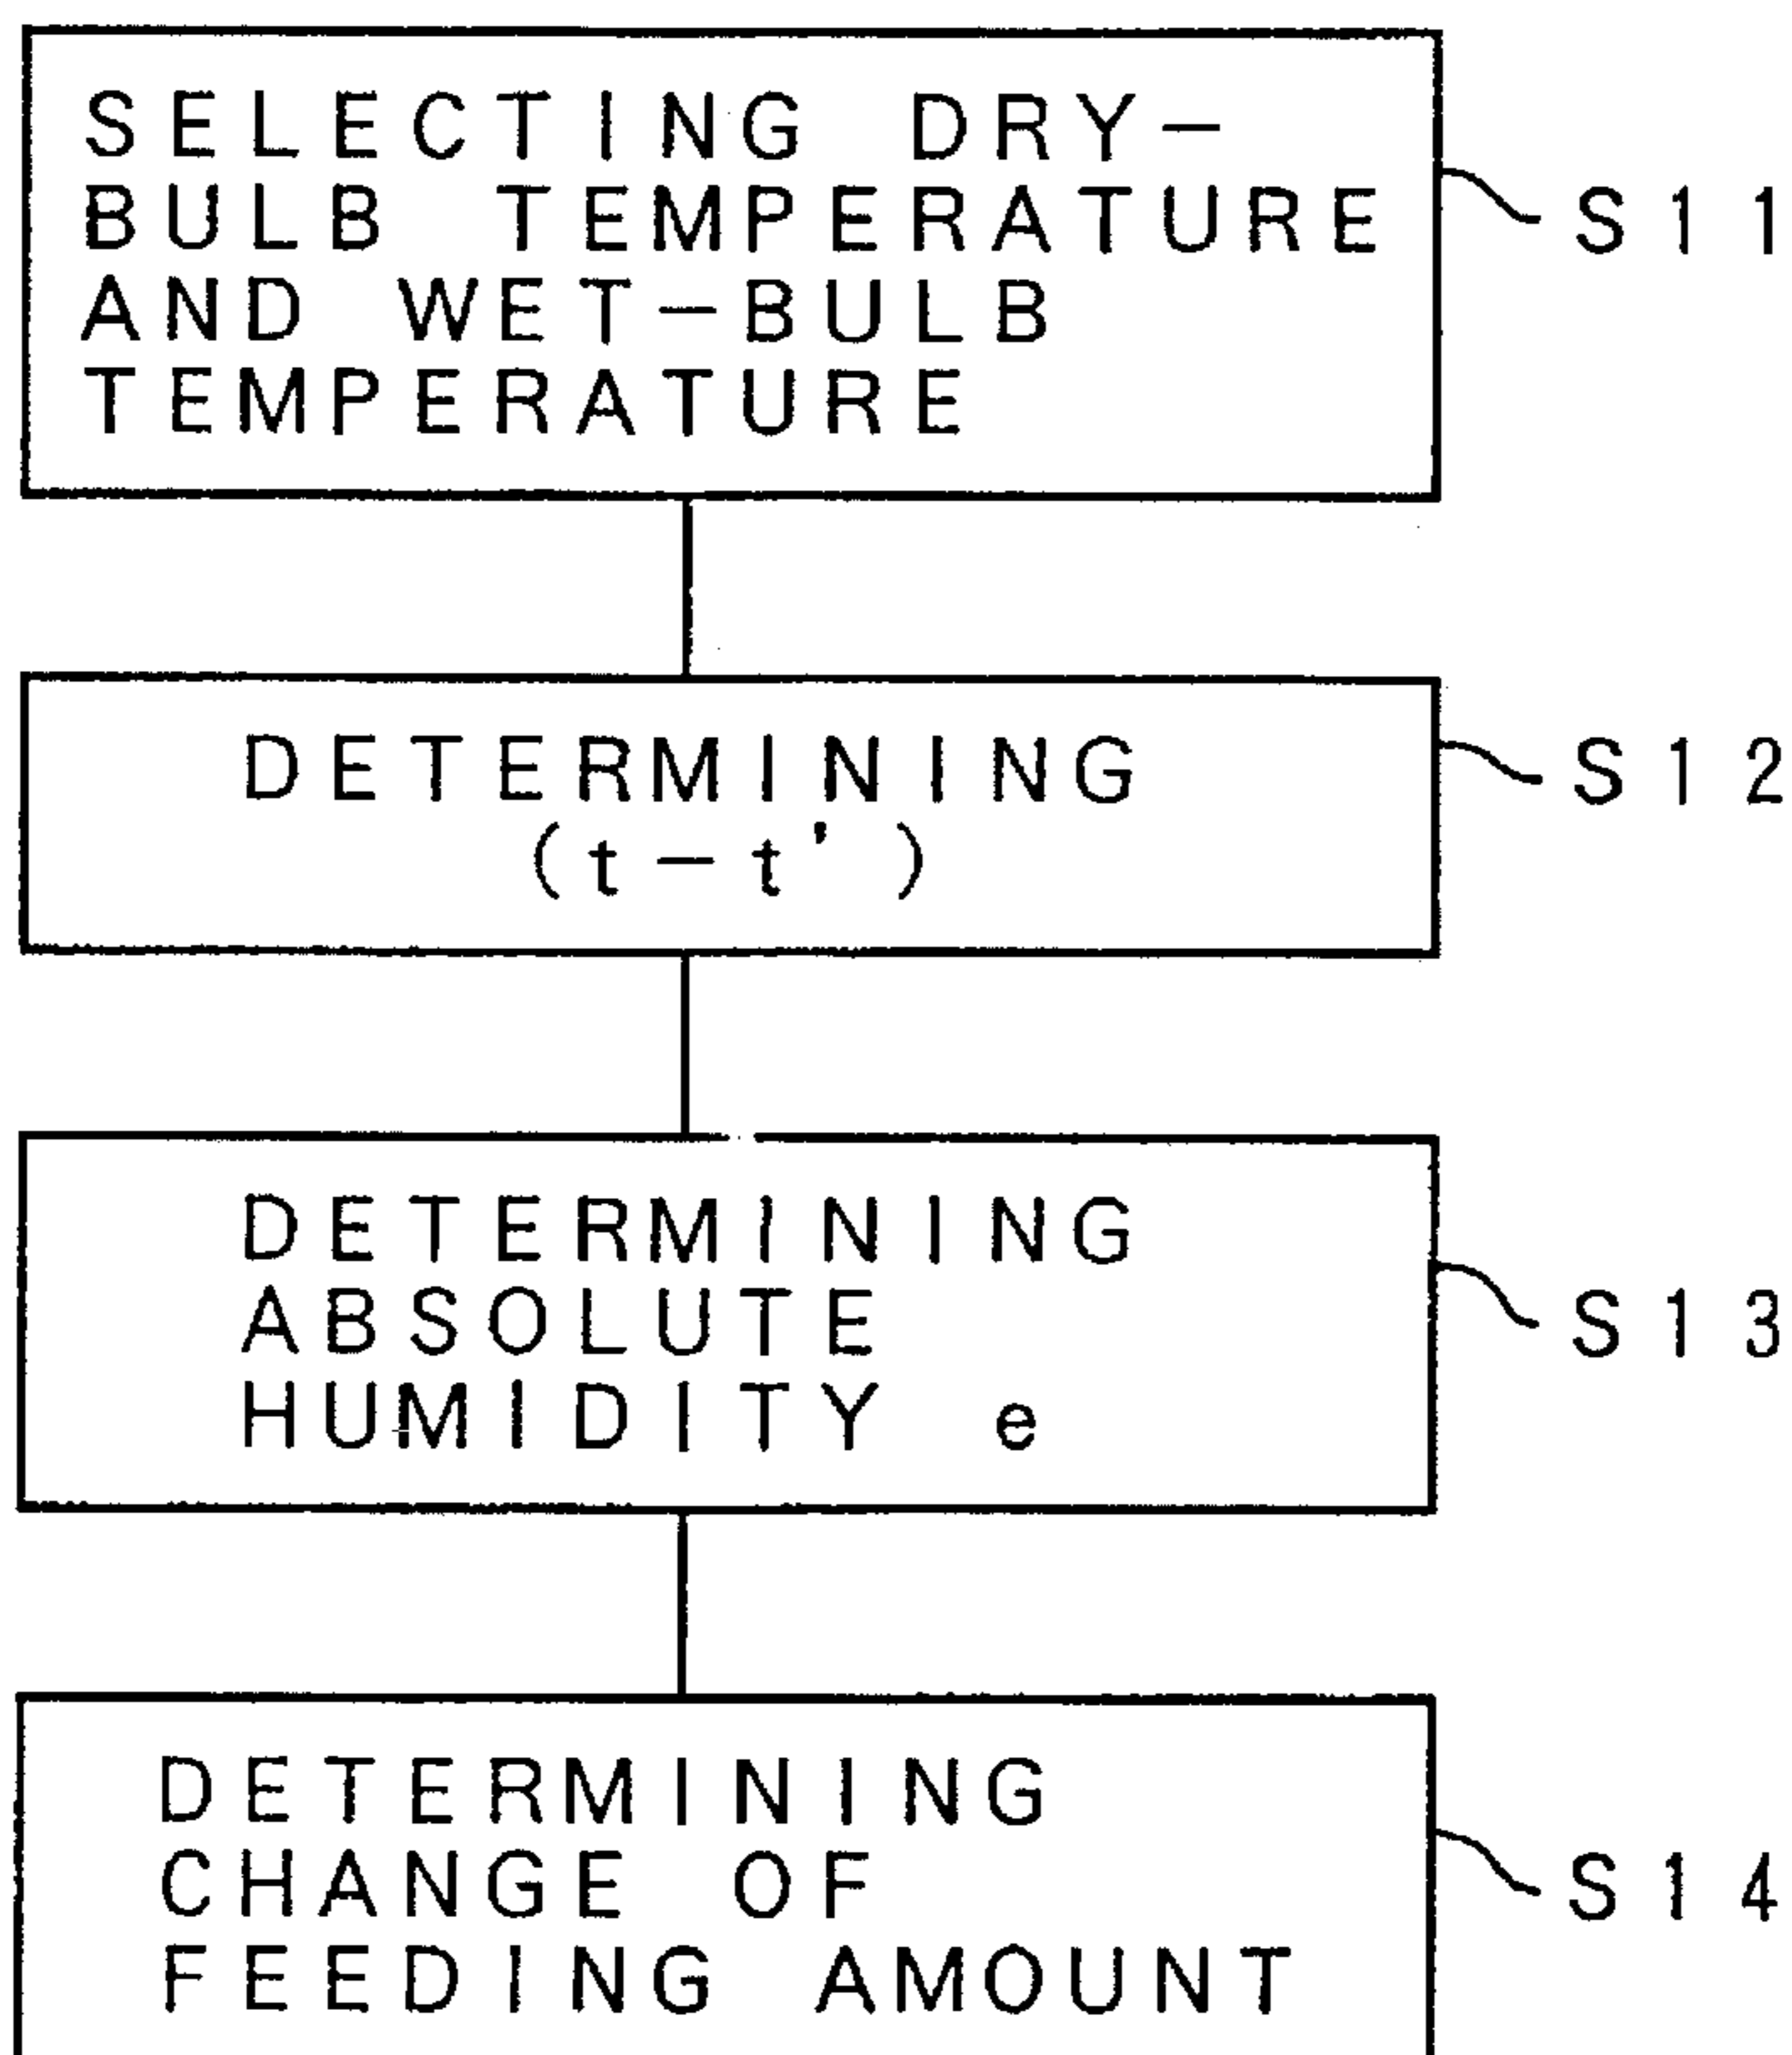 SELECTING DRY-
BULB TEMPERATURE
AND WET-BULB
TEMPERATURE
S11
DETERMINING
(t-t')
S12
DETERMINING
ABSOLUTE
HUMIDITY e
S13
DETERMINING
CHANGE OF
FEEDING AMOUNT
S14